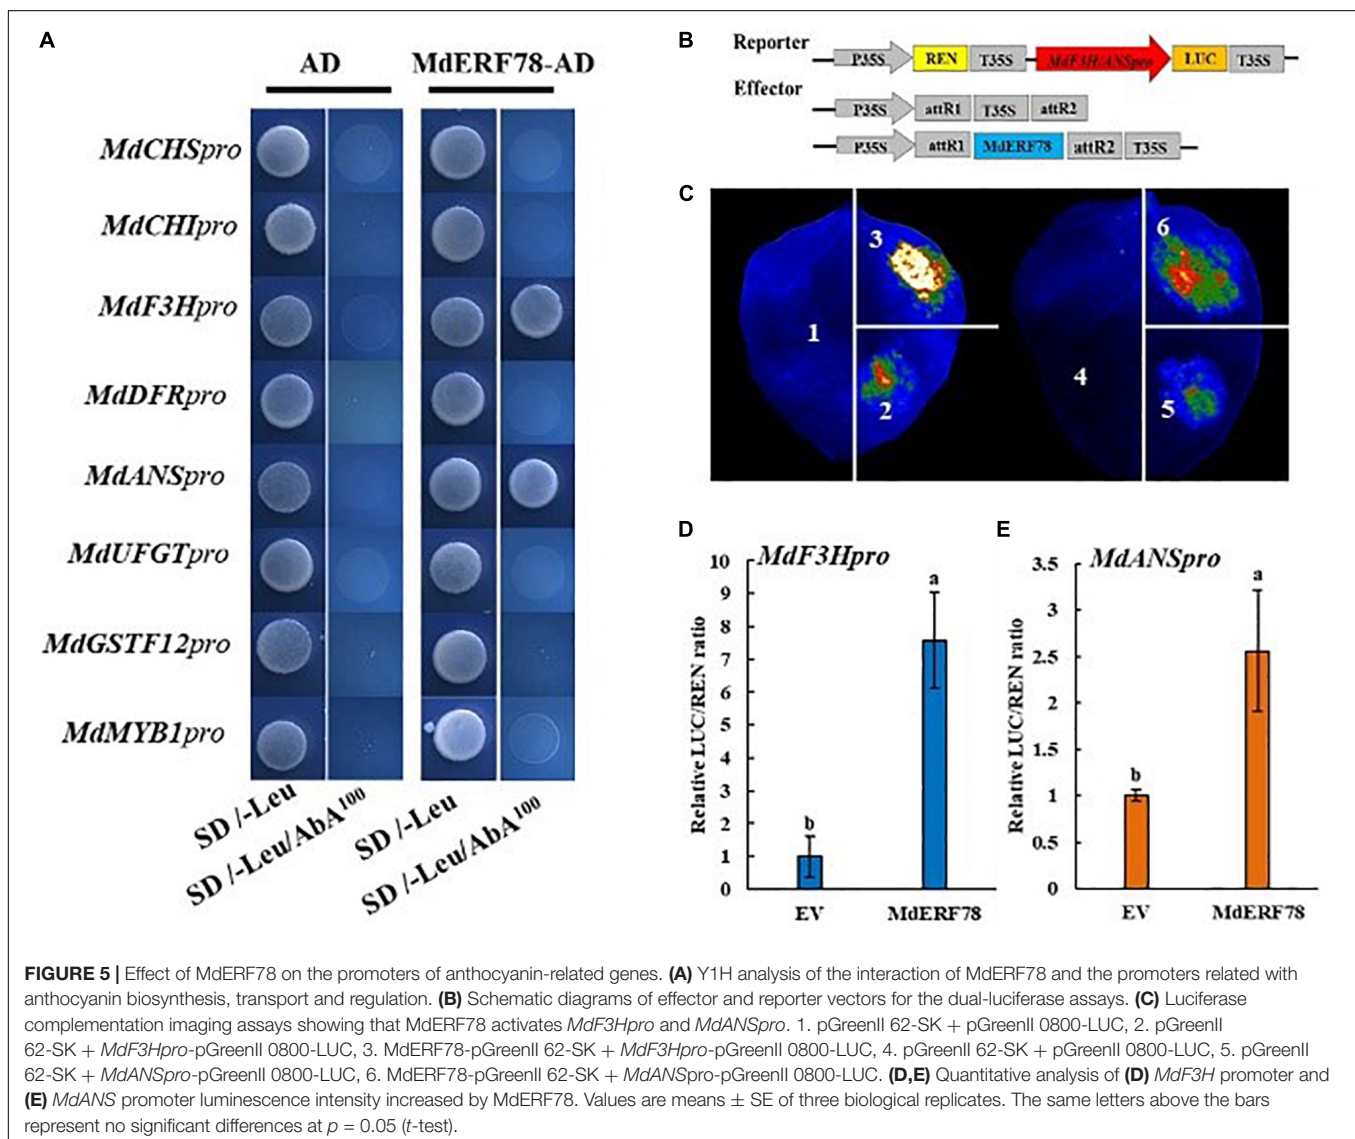 A
AD
MdERF78-AD
MdCHSpro
MdCHIpro
MdF3Hpro
MdDFRpro
MdANSpro
MdUFGTpro
MdGSTF12pro
MdMYB1pro
SD /-Leu
SD /-Leu/AbA100
SD /-Leu
SD /-Leu/AbA100
B
Reporter
P35S REN T35S MdF3H/ANSpro LUC T35S
Effector
P35S attR1 T35S attR2
P35S attR1 MdERF78 attR2 T35S
C
1
2
3
4
5
6
D
MdF3Hpro
Relative LUC/REN ratio
10
9
8
7
6
5
4
3
2
1
0
b
a
EV MdERF78
E
MdANSpro
Relative LUC/REN ratio
3.5
3
2.5
2
1.5
1
0.5
0
b
a
EV MdERF78
FIGURE 5 | Effect of MdERF78 on the promoters of anthocyanin-related genes. (A) Y1H analysis of the interaction of MdERF78 and the promoters related with
anthocyanin biosynthesis, transport and regulation. (B) Schematic diagrams of effector and reporter vectors for the dual-luciferase assays. (C) Luciferase
complementation imaging assays showing that MdERF78 activates MdF3Hpro and MdANSpro. 1. pGreenII 62-SK + pGreenII 0800-LUC, 2. pGreenII
62-SK + MdF3Hpro-pGreenII 0800-LUC, 3. MdERF78-pGreenII 62-SK + MdF3Hpro-pGreenII 0800-LUC, 4. pGreenII 62-SK + pGreenII 0800-LUC, 5. pGreenII
62-SK + MdANSpro-pGreenII 0800-LUC, 6. MdERF78-pGreenII 62-SK + MdANSpro-pGreenII 0800-LUC. (D,E) Quantitative analysis of (D) MdF3H promoter and
(E) MdANS promoter luminescence intensity increased by MdERF78. Values are means ± SE of three biological replicates. The same letters above the bars
represent no significant differences at p = 0.05 (t-test).